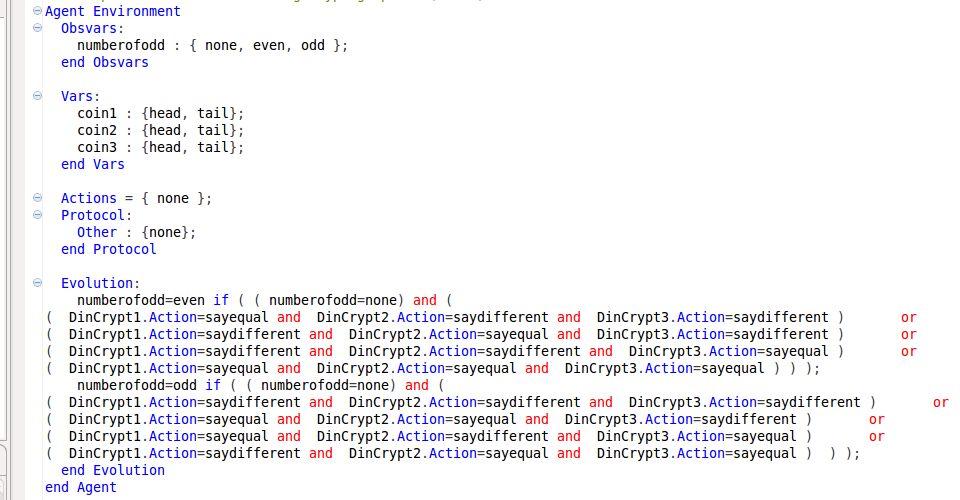 Agent Environment
Obsvars:
numberofodd : { none, even, odd };
end Obsvars
Vars:
coin1 : {head, tail};
coin2 : {head, tail};
coin3 : {head, tail};
end Vars
Actions = { none };
Protocol:
Other : {none};
end Protocol
Evolution:
numberofodd=even if ( ( numberofodd=none) and (
( DinCrypt1.Action=sayequal and DinCrypt2.Action=saydifferent and DinCrypt3.Action=saydifferent ) or
( DinCrypt1.Action=saydifferent and DinCrypt2.Action=sayequal and DinCrypt3.Action=saydifferent ) or
( DinCrypt1.Action=saydifferent and DinCrypt2.Action=saydifferent and DinCrypt3.Action=sayequal ) or
( DinCrypt1.Action=sayequal and DinCrypt2.Action=sayequal and DinCrypt3.Action=sayequal ) ) );
numberofodd=odd if ( ( numberofodd=none) and (
( DinCrypt1.Action=saydifferent and DinCrypt2.Action=saydifferent and DinCrypt3.Action=saydifferent ) or
( DinCrypt1.Action=sayequal and DinCrypt2.Action=sayequal and DinCrypt3.Action=saydifferent ) or
( DinCrypt1.Action=sayequal and DinCrypt2.Action=saydifferent and DinCrypt3.Action=sayequal ) or
( DinCrypt1.Action=saydifferent and DinCrypt2.Action=sayequal and DinCrypt3.Action=sayequal ) ) );
end Evolution
end Agent